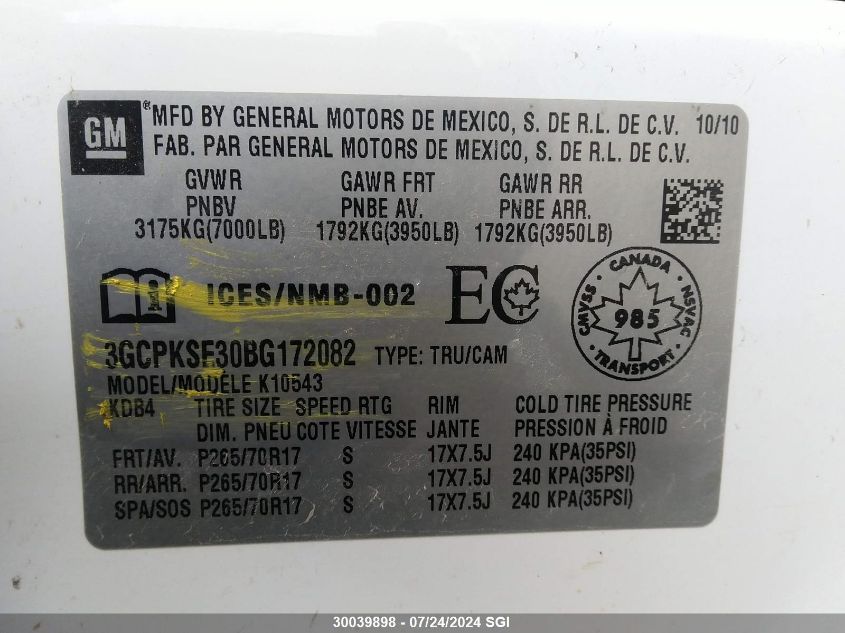 GM ® MFD BY GENERAL MOTORS DE MEXICO, S. DE R.L. DE C.V. 10/10
FAB. PAR GENERAL MOTORS DE MEXICO, S. DE R.L. DE C.V.
GVWR GAWR FRT GAWR RR
PNBV PNBE AV. PNBE ARR.
3175KG(7000LB) 1792KG(3950LB) 1792KG(3950LB)
ICES/NMB-002 EC
CANADA
CMVSS 985 NSVAC
TRANSPORT
3GCPKSE30BG172082 TYPE: TRU/CAM
MODEL/MODÈLE K10543
KDB4 TIRE SIZE SPEED RTG RIM COLD TIRE PRESSURE
DIM. PNEU COTE VITESSE JANTE PRESSION À FROID
FRT/AV. P265/70R17 S 17X7.5J 240 KPA(35PSI)
RR/ARR. P265/70R17 S 17X7.5J 240 KPA(35PSI)
SPA/SOS P265/70R17 S 17X7.5J 240 KPA(35PSI)
30039898 - 07/24/2024 SGI